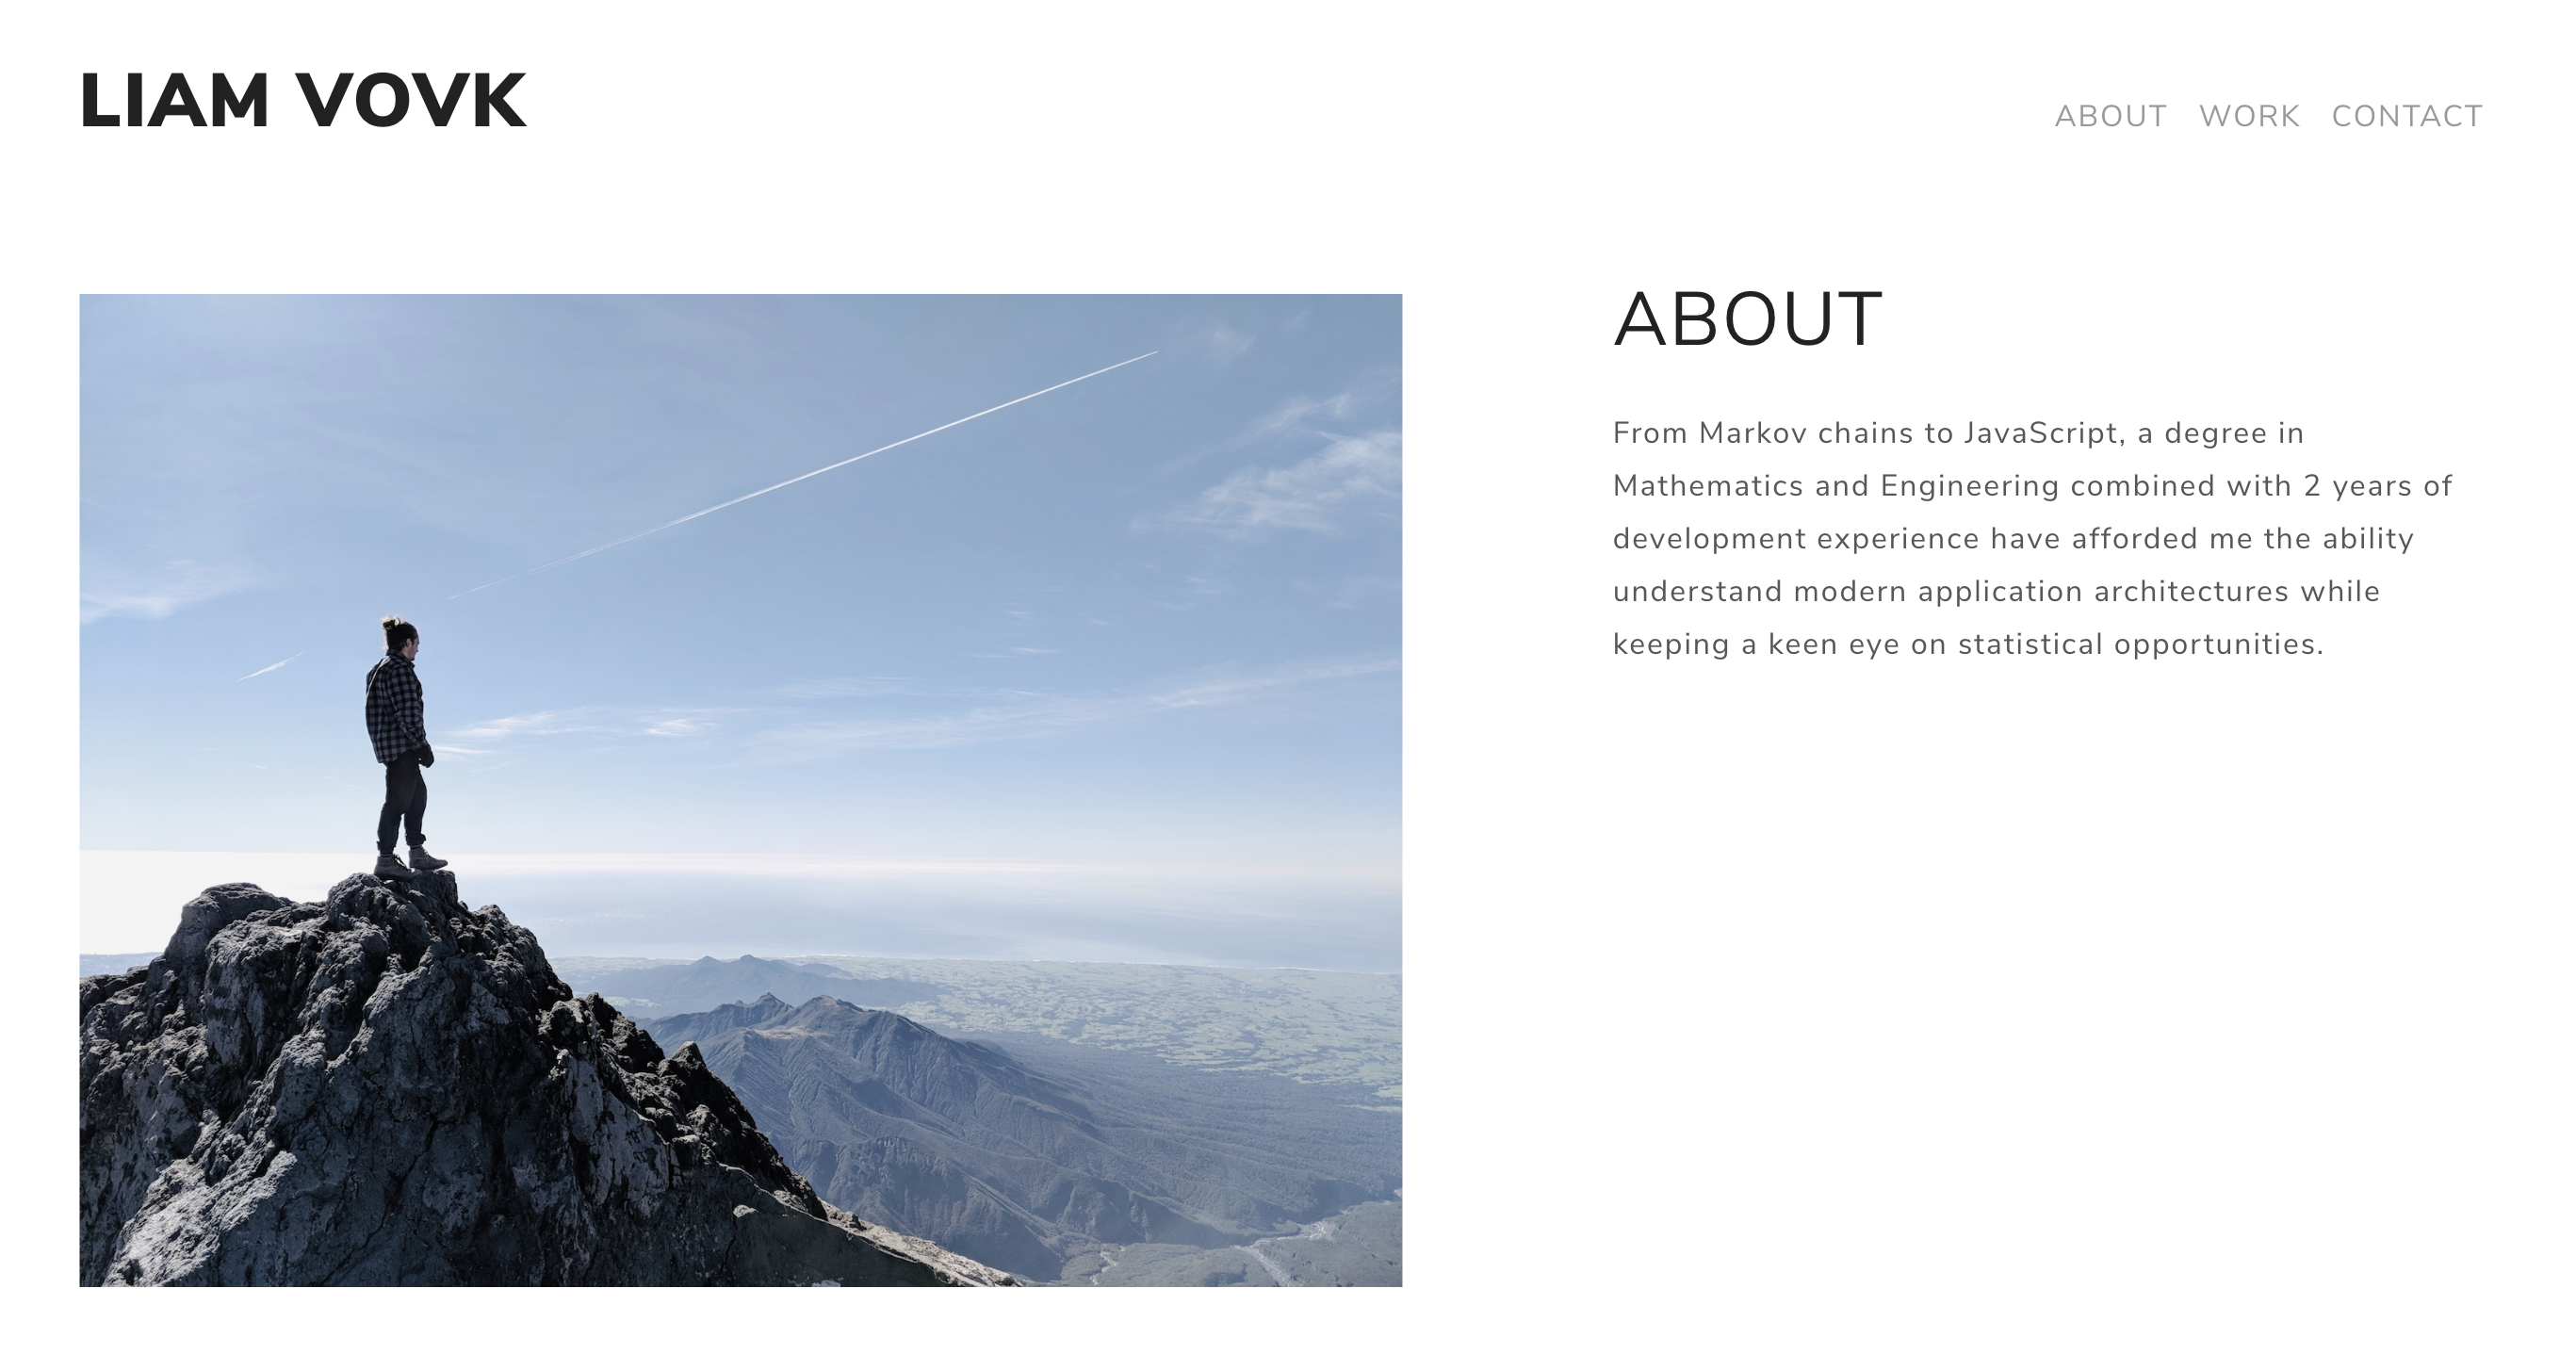 LIAM VOVK
ABOUT WORK CONTACT
ABOUT
From Markov chains to JavaScript, a degree in
Mathematics and Engineering combined with 2 years of
development experience have afforded me the ability
understand modern application architectures while
keeping a keen eye on statistical opportunities.